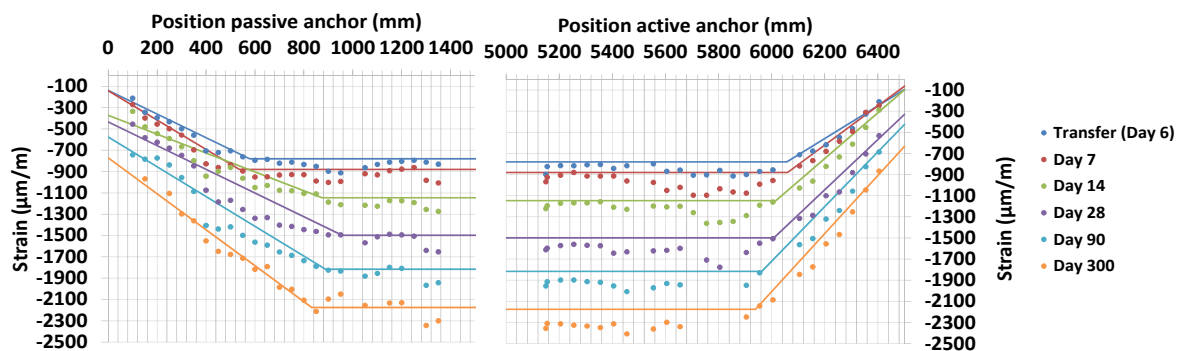 Position passive anchor (mm)
0 200 400 600 800 1000 1200 1400
Strain (µm/m)
-100
-300
-500
-700
-900
-1100
-1300
-1500
-1700
-1900
-2100
-2300
-2500
Position active anchor (mm)
5000 5200 5400 5600 5800 6000 6200 6400
-100
-300
-500
-700
-900
-1100
-1300
-1500
-1700
-1900
-2100
-2300
-2500
Strain (µm/m)
Transfer (Day 6)
Day 7
Day 14
Day 28
Day 90
Day 300